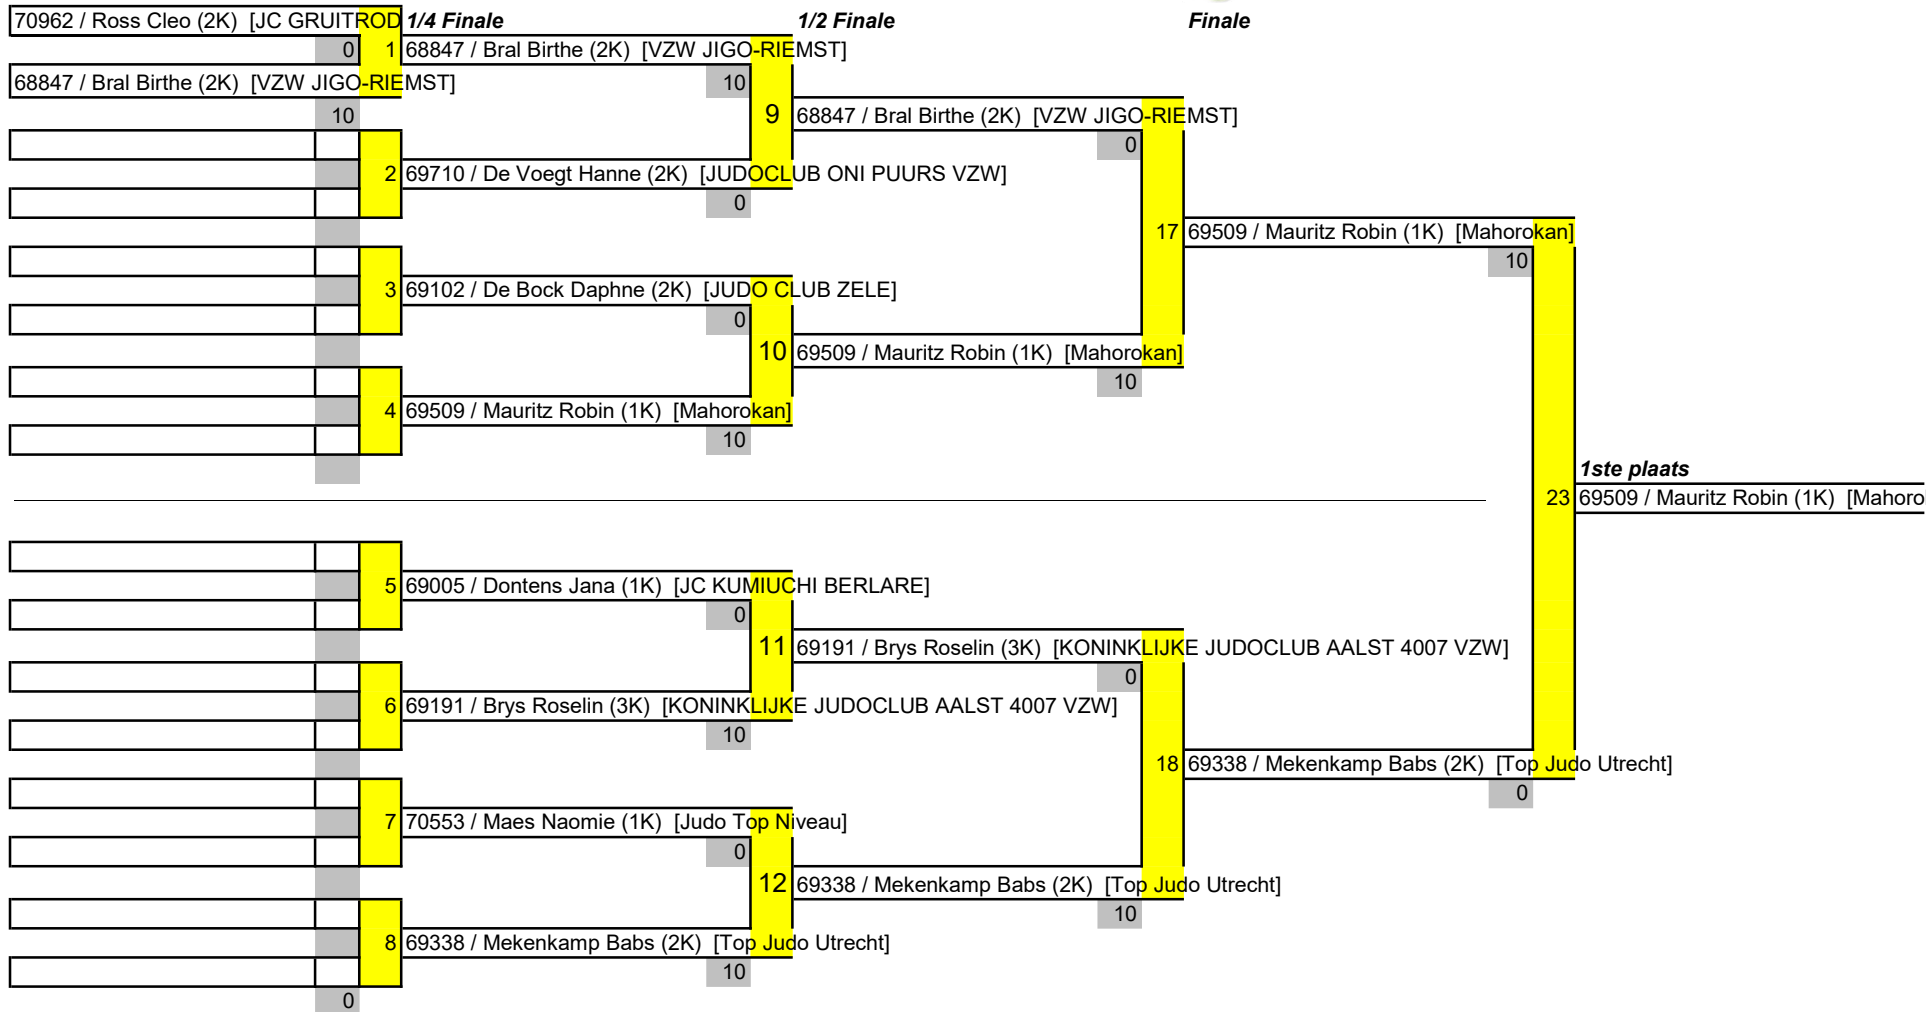 70962 / Ross Cleo (2K) [JC GRUITROD 1/4 Finale 1/2 Finale Finale
0 1 68847 / Bral Birthe (2K) [VZW JIGO-RIEMST]
68847 / Bral Birthe (2K) [VZW JIGO-RIEMST] 10
10 9 68847 / Bral Birthe (2K) [VZW JIGO-RIEMST]
0
2 69710 / De Voegt Hanne (2K) [JUDOCLUB ONI PUURS VZW]
0
17 69509 / Mauritz Robin (1K) [Mahorokan]
10
3 69102 / De Bock Daphne (2K) [JUDO CLUB ZELE]
0
10 69509 / Mauritz Robin (1K) [Mahorokan]
10
4 69509 / Mauritz Robin (1K) [Mahorokan]
10
1ste plaats
23 69509 / Mauritz Robin (1K) [Mahoro
5 69005 / Dontens Jana (1K) [JC KUMIUCHI BERLARE]
0
11 69191 / Brys Roselin (3K) [KONINKLIJKE JUDOCLUB AALST 4007 VZW]
0
6 69191 / Brys Roselin (3K) [KONINKLIJKE JUDOCLUB AALST 4007 VZW]
10
18 69338 / Mekenkamp Babs (2K) [Top Judo Utrecht]
0
7 70553 / Maes Naomie (1K) [Judo Top Niveau]
0
12 69338 / Mekenkamp Babs (2K) [Top Judo Utrecht]
10
8 69338 / Mekenkamp Babs (2K) [Top Judo Utrecht]
10
0